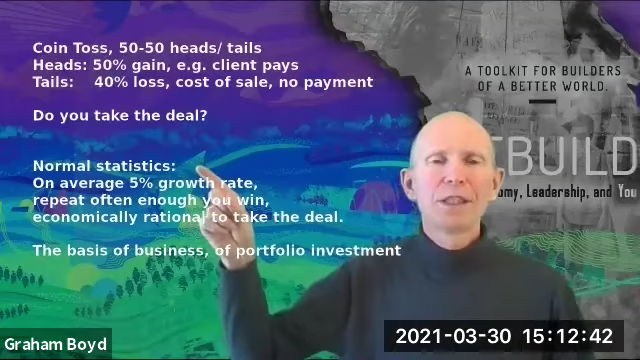 Coin Toss, 50-50 heads/ tails
Heads: 50% gain, e.g. client pays
Tails: 40% loss, cost of sale, no payment
Do you take the deal?
Normal statistics:
On average 5% growth rate,
repeat often enough you win,
economically rational to take the deal.
The basis of business, of portfolio investment
A TOOLKIT FOR BUILDERS
OF A BETTER WORLD.
EBUILD
omy, Leadership, and You
Graham Boyd
2021-03-30 15:12:42